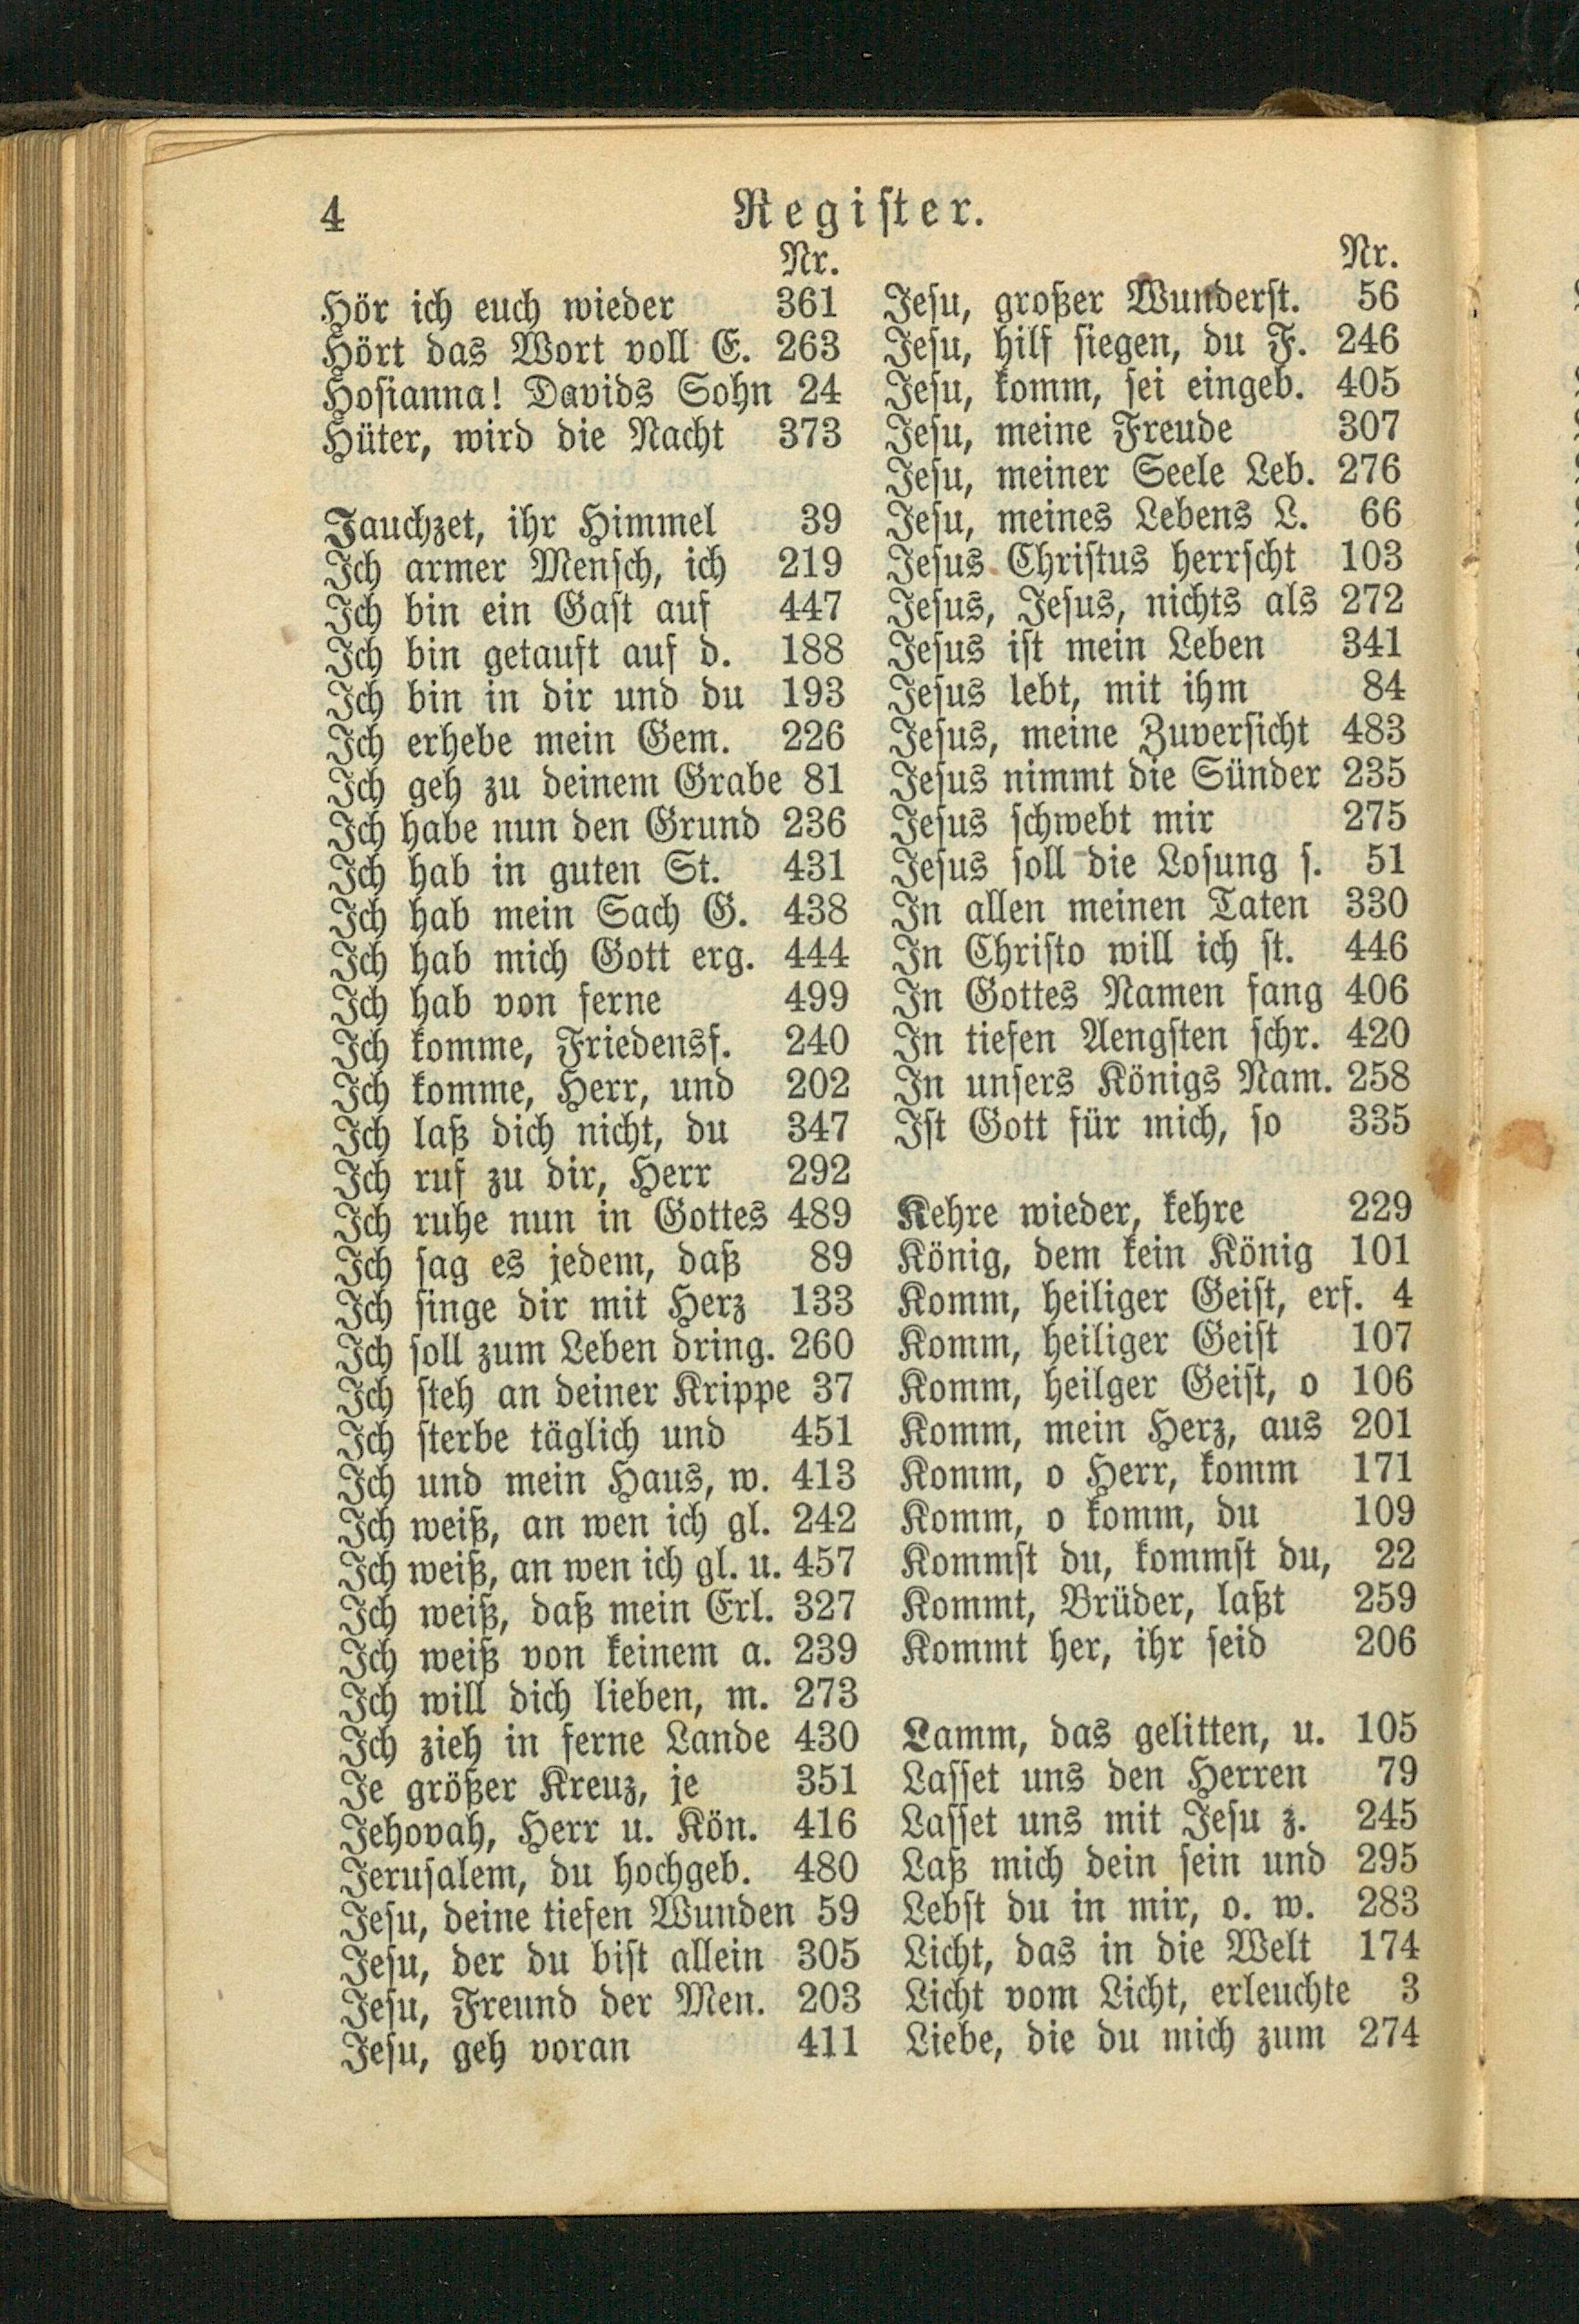 4
Register.
Nr.
Hör ich euch wieder 361
Hört das Wort voll E. 263
Hosianna! Davids Sohn 24
Hüter, wird die Nacht 373
Jauchzet, ihr Himmel 39
Ich armer Mensch, ich 219
Ich bin ein Gast auf 447
Ich bin getauft auf d. 188
Ich bin in dir und du 193
Ich erhebe mein Gem. 226
Ich geh zu deinem Grabe 81
Ich habe nun den Grund 236
Ich hab in guten St. 431
Ich hab mein Sach G. 438
Ich hab mich Gott erg. 444
Ich hab von ferne 499
Ich komme, Friedensf. 240
Ich komme, Herr, und 202
Ich laß dich nicht, du 347
Ich ruf zu dir, Herr 292
Ich ruhe nun in Gottes 489
Ich sag es jedem, daß 89
Ich singe dir mit Herz 133
Ich soll zum Leben dring. 260
Ich steh an deiner Krippe 37
Ich sterbe täglich und 451
Ich und mein Haus, w. 413
Ich weiß, an wen ich gl. 242
Ich weiß, an wen ich gl. u. 457
Ich weiß, daß mein Erl. 327
Ich weiß von keinem a. 239
Ich will dich lieben, m. 273
Ich zieh in ferne Lande 430
Je größer Kreuz, je 351
Jehovah, Herr u. Kön. 416
Jerusalem, du hochgeb. 480
Jesu, deine tiefen Wunden 59
Jesu, der du bist allein 305
Jesu, Freund der Men. 203
Jesu, geh voran 411
Nr.
Jesu, großer Wunderst. 56
Jesu, hilf siegen, du F. 246
Jesu, komm, sei eingeb. 405
Jesu, meine Freude 307
Jesu, meiner Seele Leb. 276
Jesu, meines Lebens L. 66
Jesus Christus herrscht 103
Jesus, Jesus, nichts als 272
Jesus ist mein Leben 341
Jesus lebt, mit ihm 84
Jesus, meine Zuversicht 483
Jesus nimmt die Sünder 235
Jesus schwebt mir 275
Jesus soll die Losung s. 51
In allen meinen Taten 330
In Christo will ich st. 446
In Gottes Namen fang 406
In tiefen Aengsten schr. 420
In unsers Königs Nam. 258
Ist Gott für mich, so 335
Kehre wieder, kehre 229
König, dem kein König 101
Komm, heiliger Geist, erf. 4
Komm, heiliger Geist 107
Komm, heilger Geist, o 106
Komm, mein Herz, aus 201
Komm, o Herr, komm 171
Komm, o komm, du 109
Kommst du, kommst du, 22
Kommt, Brüder, laßt 259
Kommt her, ihr seid 206
Lamm, das gelitten, u. 105
Lasset uns den Herren 79
Lasset uns mit Jesu z. 245
Laß mich dein sein und 295
Lebst du in mir, o. w. 283
Licht, das in die Welt 174
Licht vom Licht, erleuchte 3
Liebe, die du mich zum 274